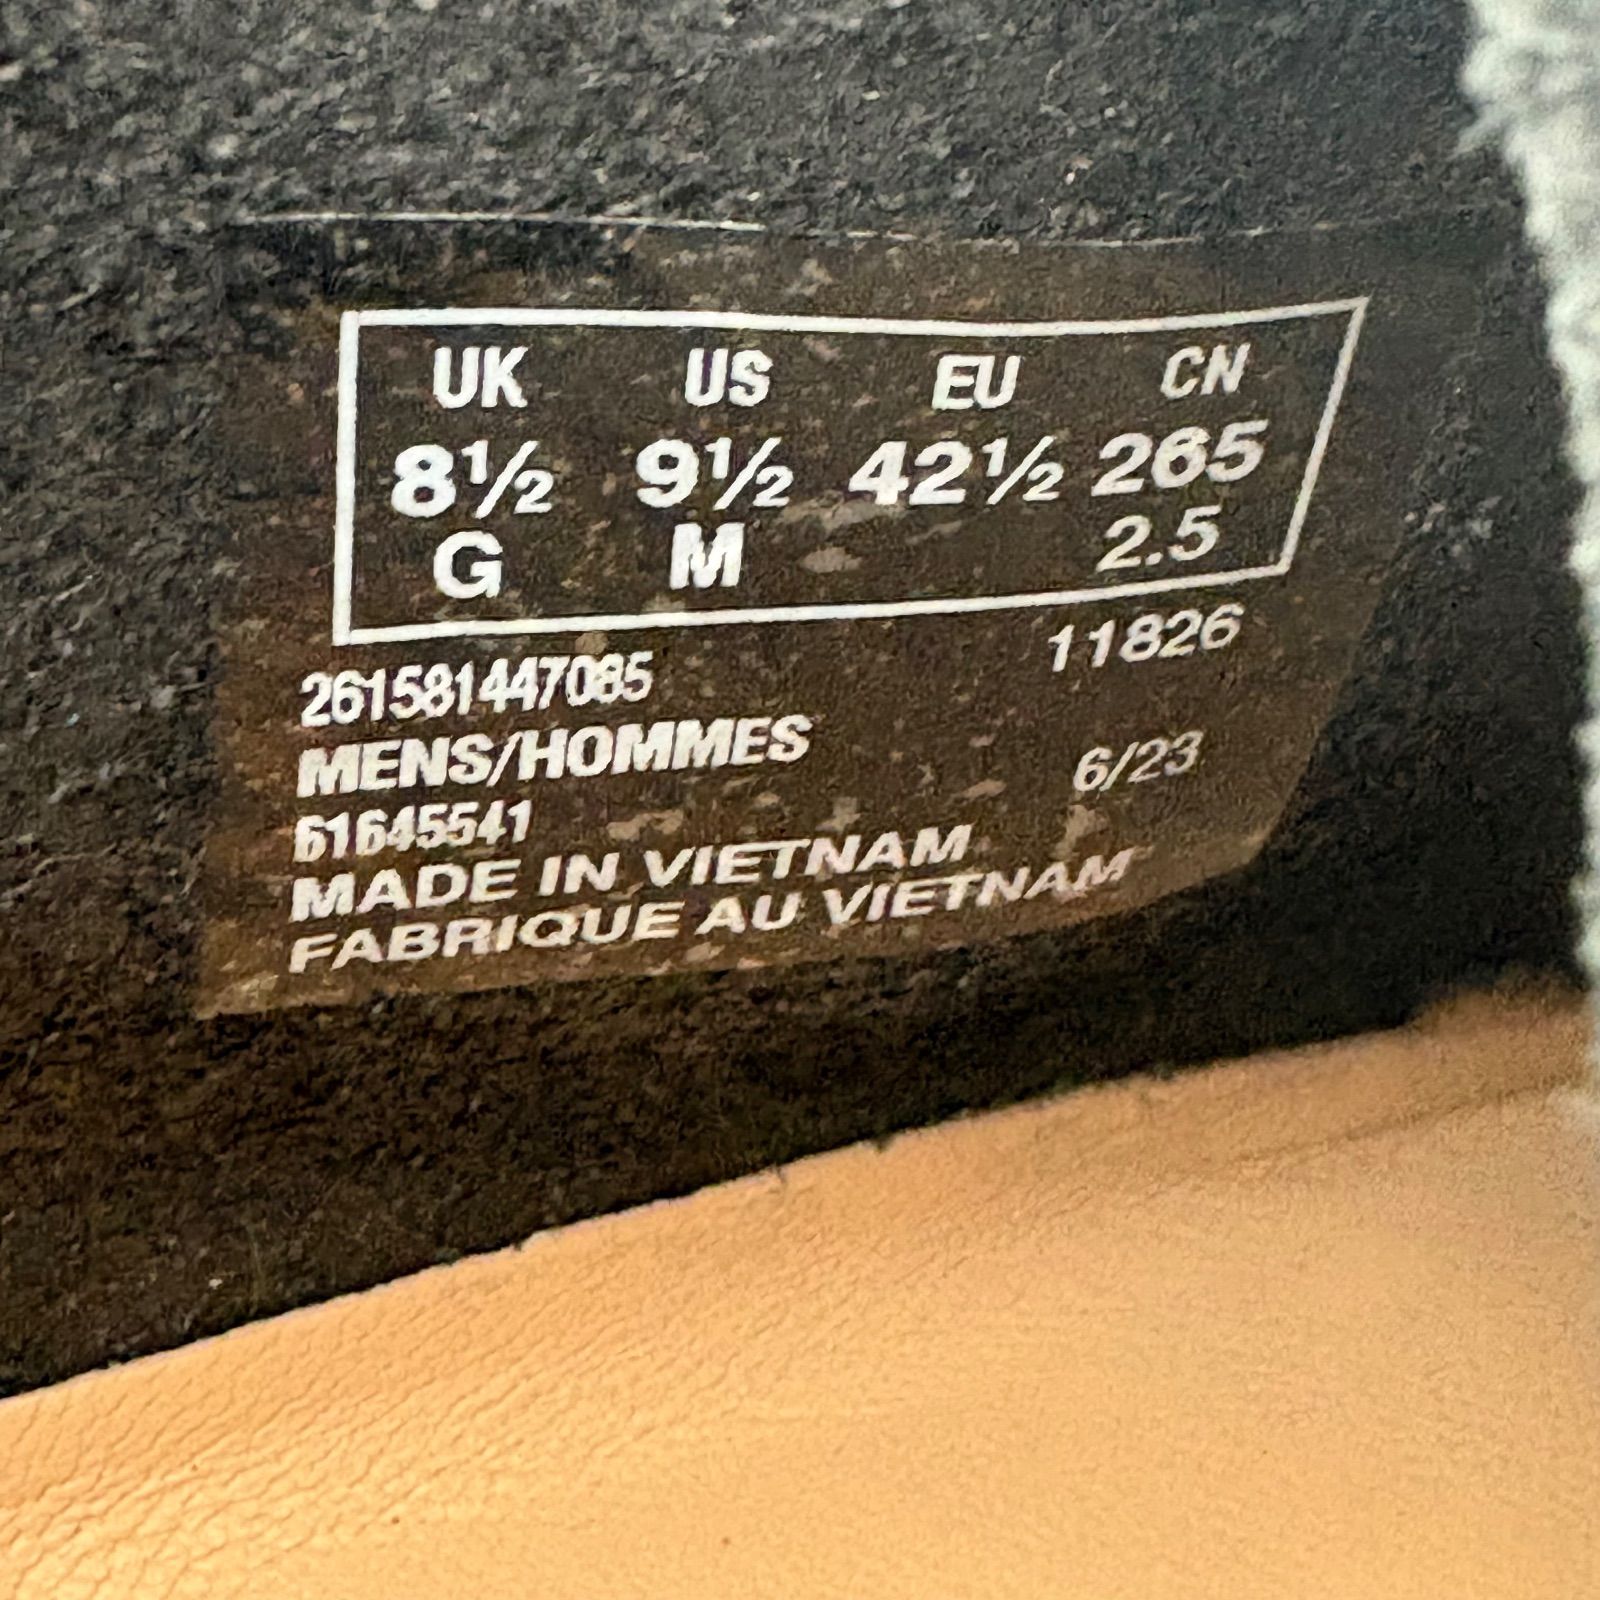 UK US EU CN
8½ 9½ 42½ 265
G M 2.5
261581447085 11826
MENS/HOMMES
61645541 6/23
MADE IN VIETNAM
FABRIQUE AU VIETNAM